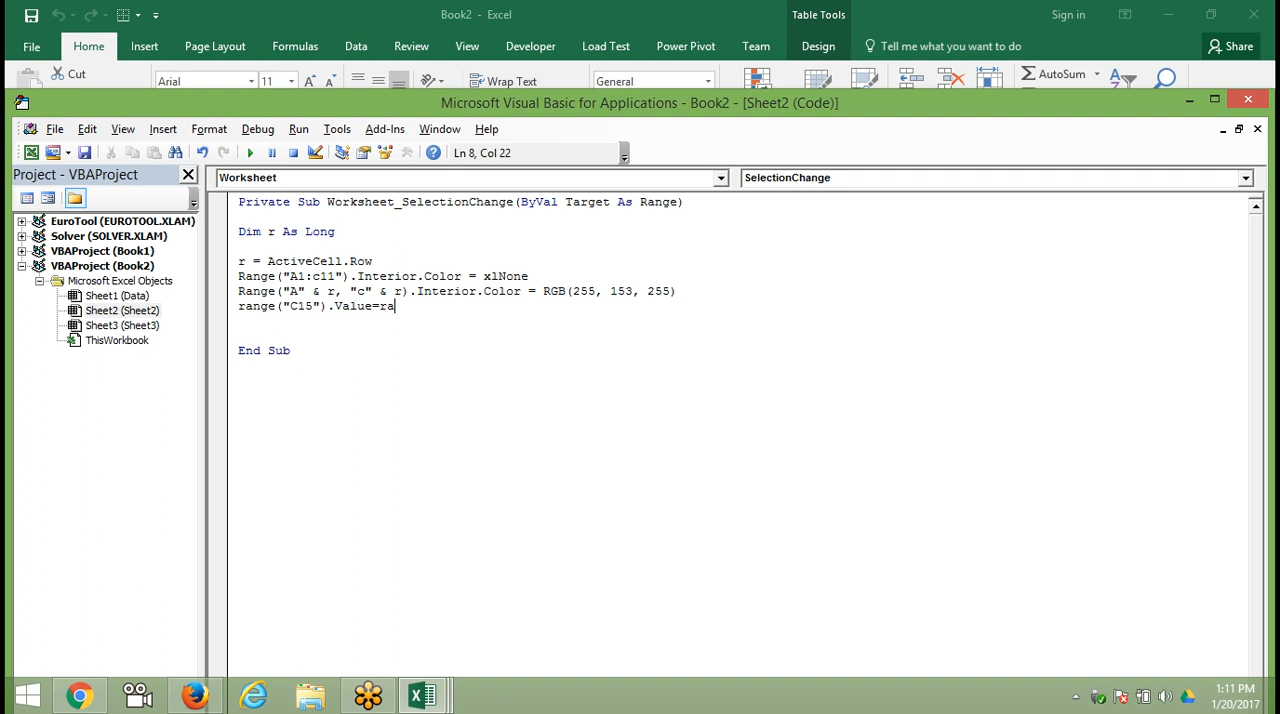 Book2 - Excel
Table Tools
Sign in
File
Home
Insert
Page Layout
Formulas
Data
Review
View
Developer
Load Test
Power Pivot
Team
Design
Tell me what you want to do
Share
Cut
Arial
11
Wrap Text
General
AutoSum
Microsoft Visual Basic for Applications - Book2 - [Sheet2 (Code)]
File Edit View Insert Format Debug Run Tools Add-Ins Window Help
Ln 8, Col 22
Project - VBAProject
EuroTool (EUROTOOL.XLAM)
Solver (SOLVER.XLAM)
VBAProject (Book1)
VBAProject (Book2)
Microsoft Excel Objects
Sheet1 (Data)
Sheet2 (Sheet2)
Sheet3 (Sheet3)
ThisWorkbook
Worksheet
SelectionChange
Private Sub Worksheet_SelectionChange(ByVal Target As Range)
Dim r As Long
r = ActiveCell.Row
Range("A1:c11").Interior.Color = xlNone
Range("A" & r, "c" & r).Interior.Color = RGB(255, 153, 255)
range("C15").Value=ra
End Sub
1:11 PM
1/20/2017